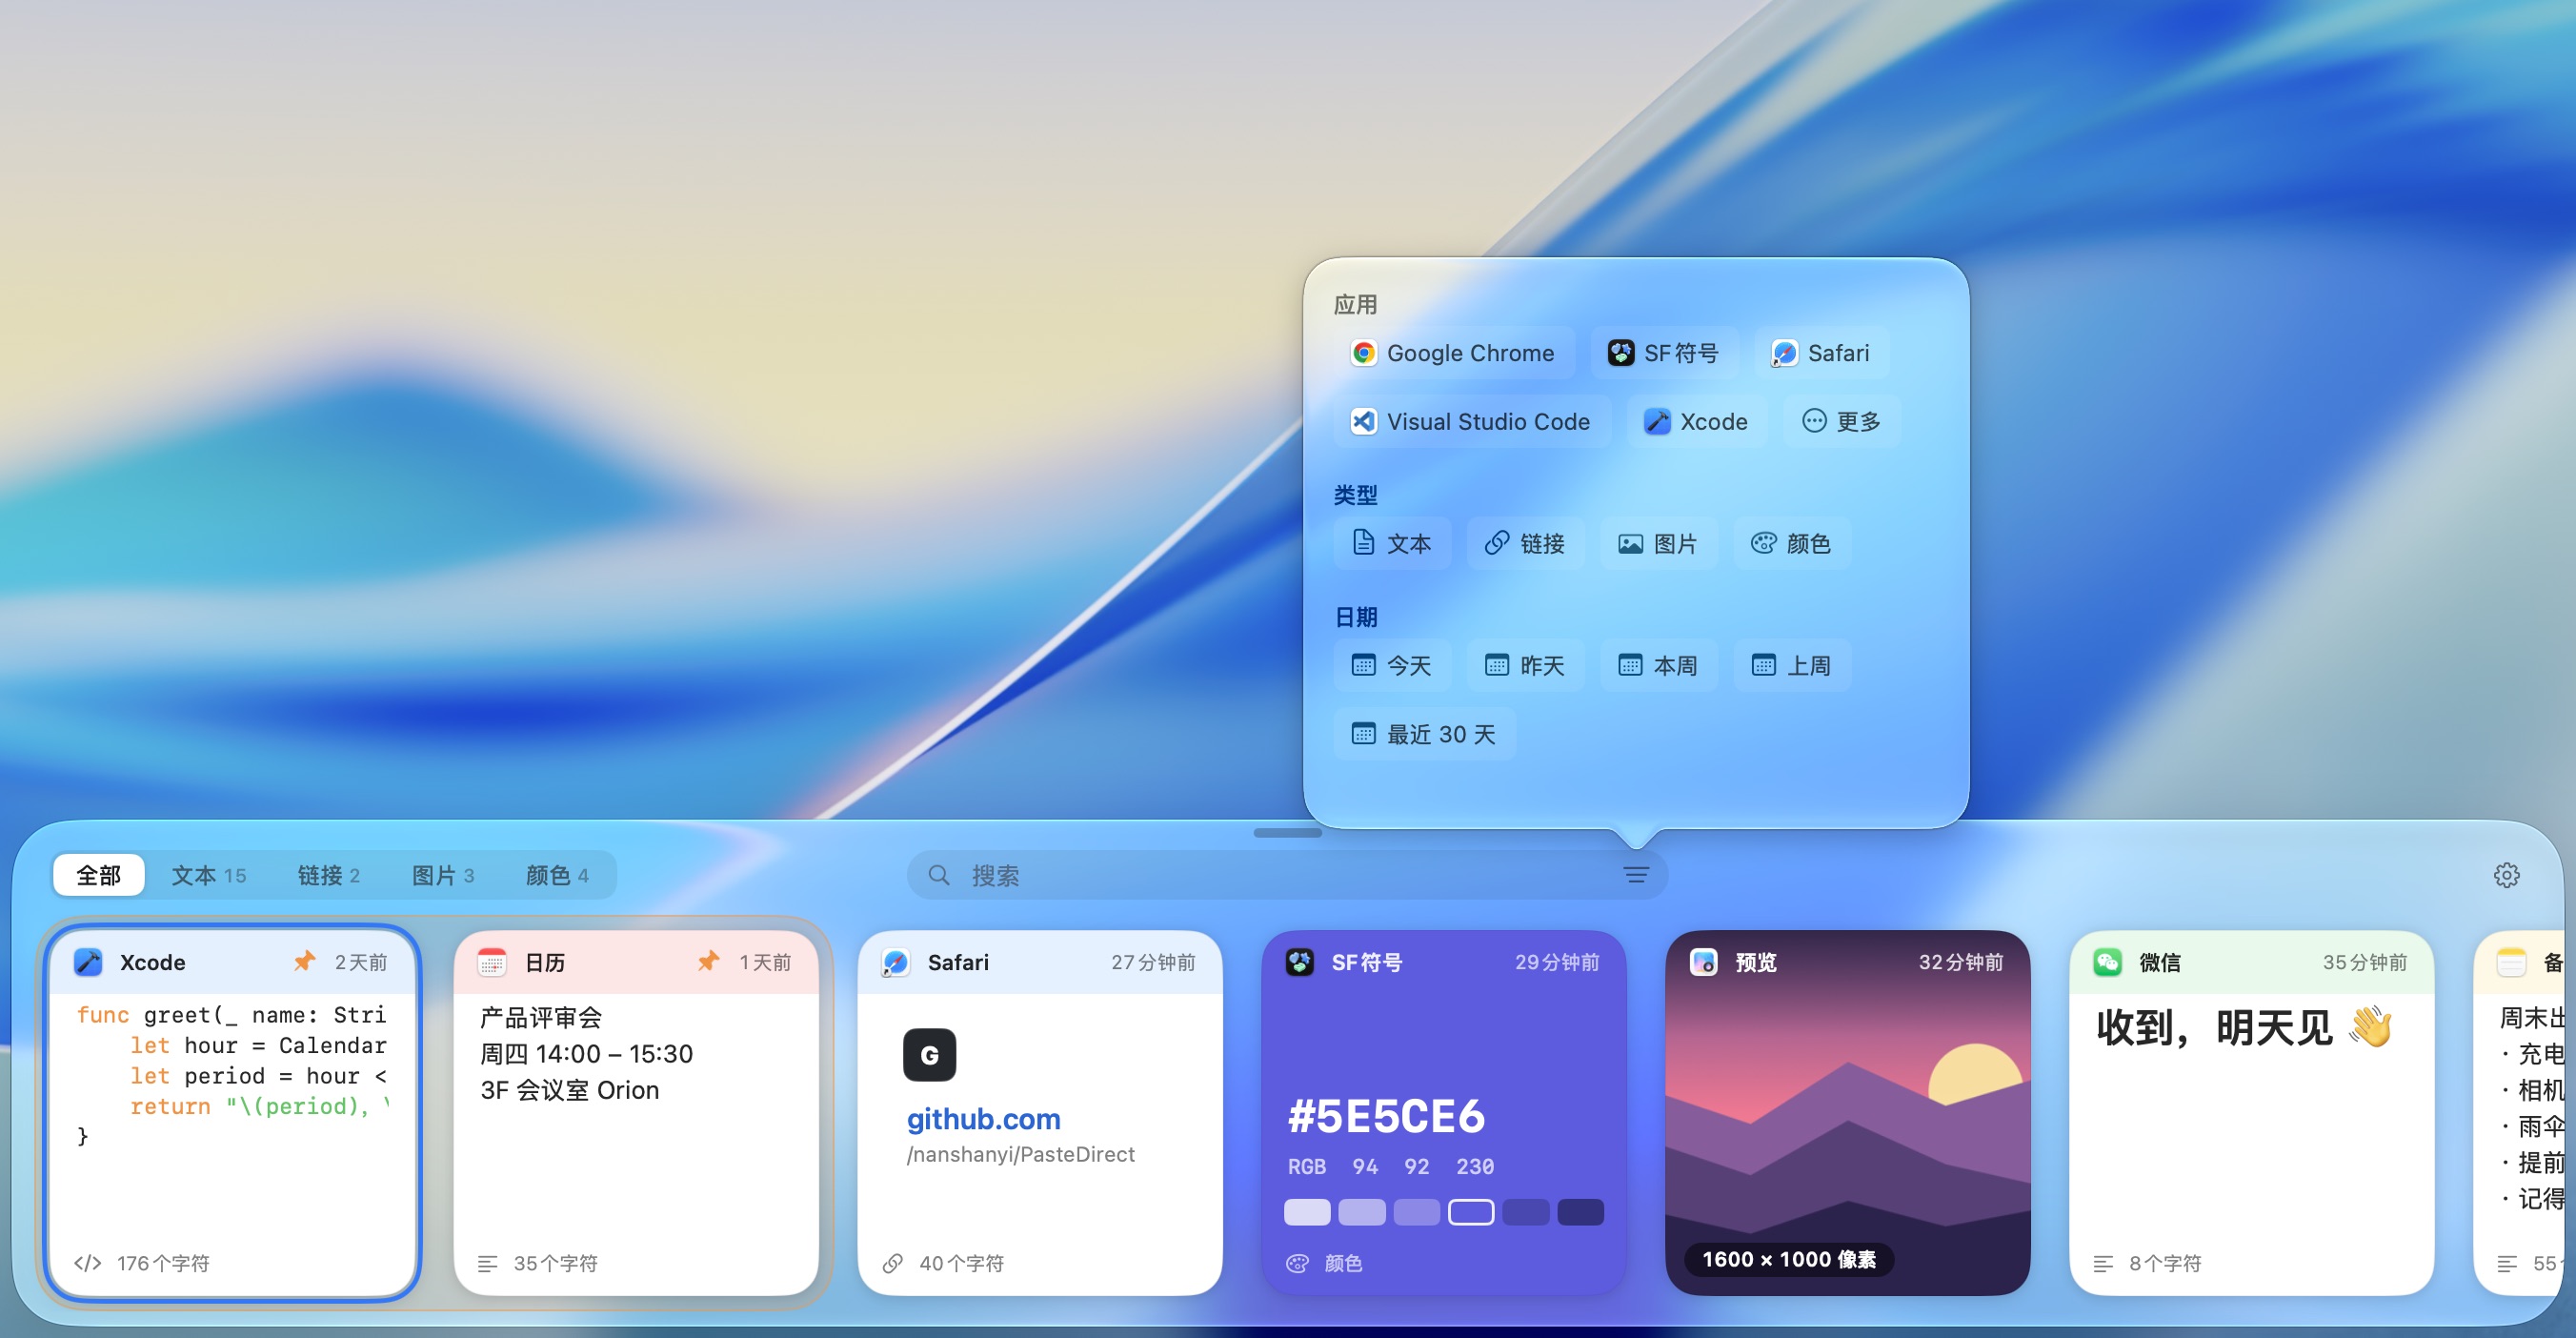 应用
Google Chrome
SF符号
Safari
Visual Studio Code
Xcode
更多
类型
文本
链接
图片
颜色
日期
今天
昨天
本周
上周
最近 30 天
全部
文本 15
链接 2
图片 3
颜色 4
搜索
Xcode
2天前
func greet(_ name: Stri
let hour = Calendar
let period = hour <
return "\(period), \
}
176个字符
日历
1天前
产品评审会
周四 14:00 – 15:30
3F 会议室 Orion
35个字符
Safari
27分钟前
G
github.com
/nanshanyi/PasteDirect
40个字符
SF符号
29分钟前
#5E5CE6
RGB 94 92 230
颜色
预览
32分钟前
1600 × 1000 像素
微信
35分钟前
收到，明天见 👋
8个字符
备
周末出
· 充电
· 相机
· 雨伞
· 提前
· 记得
55